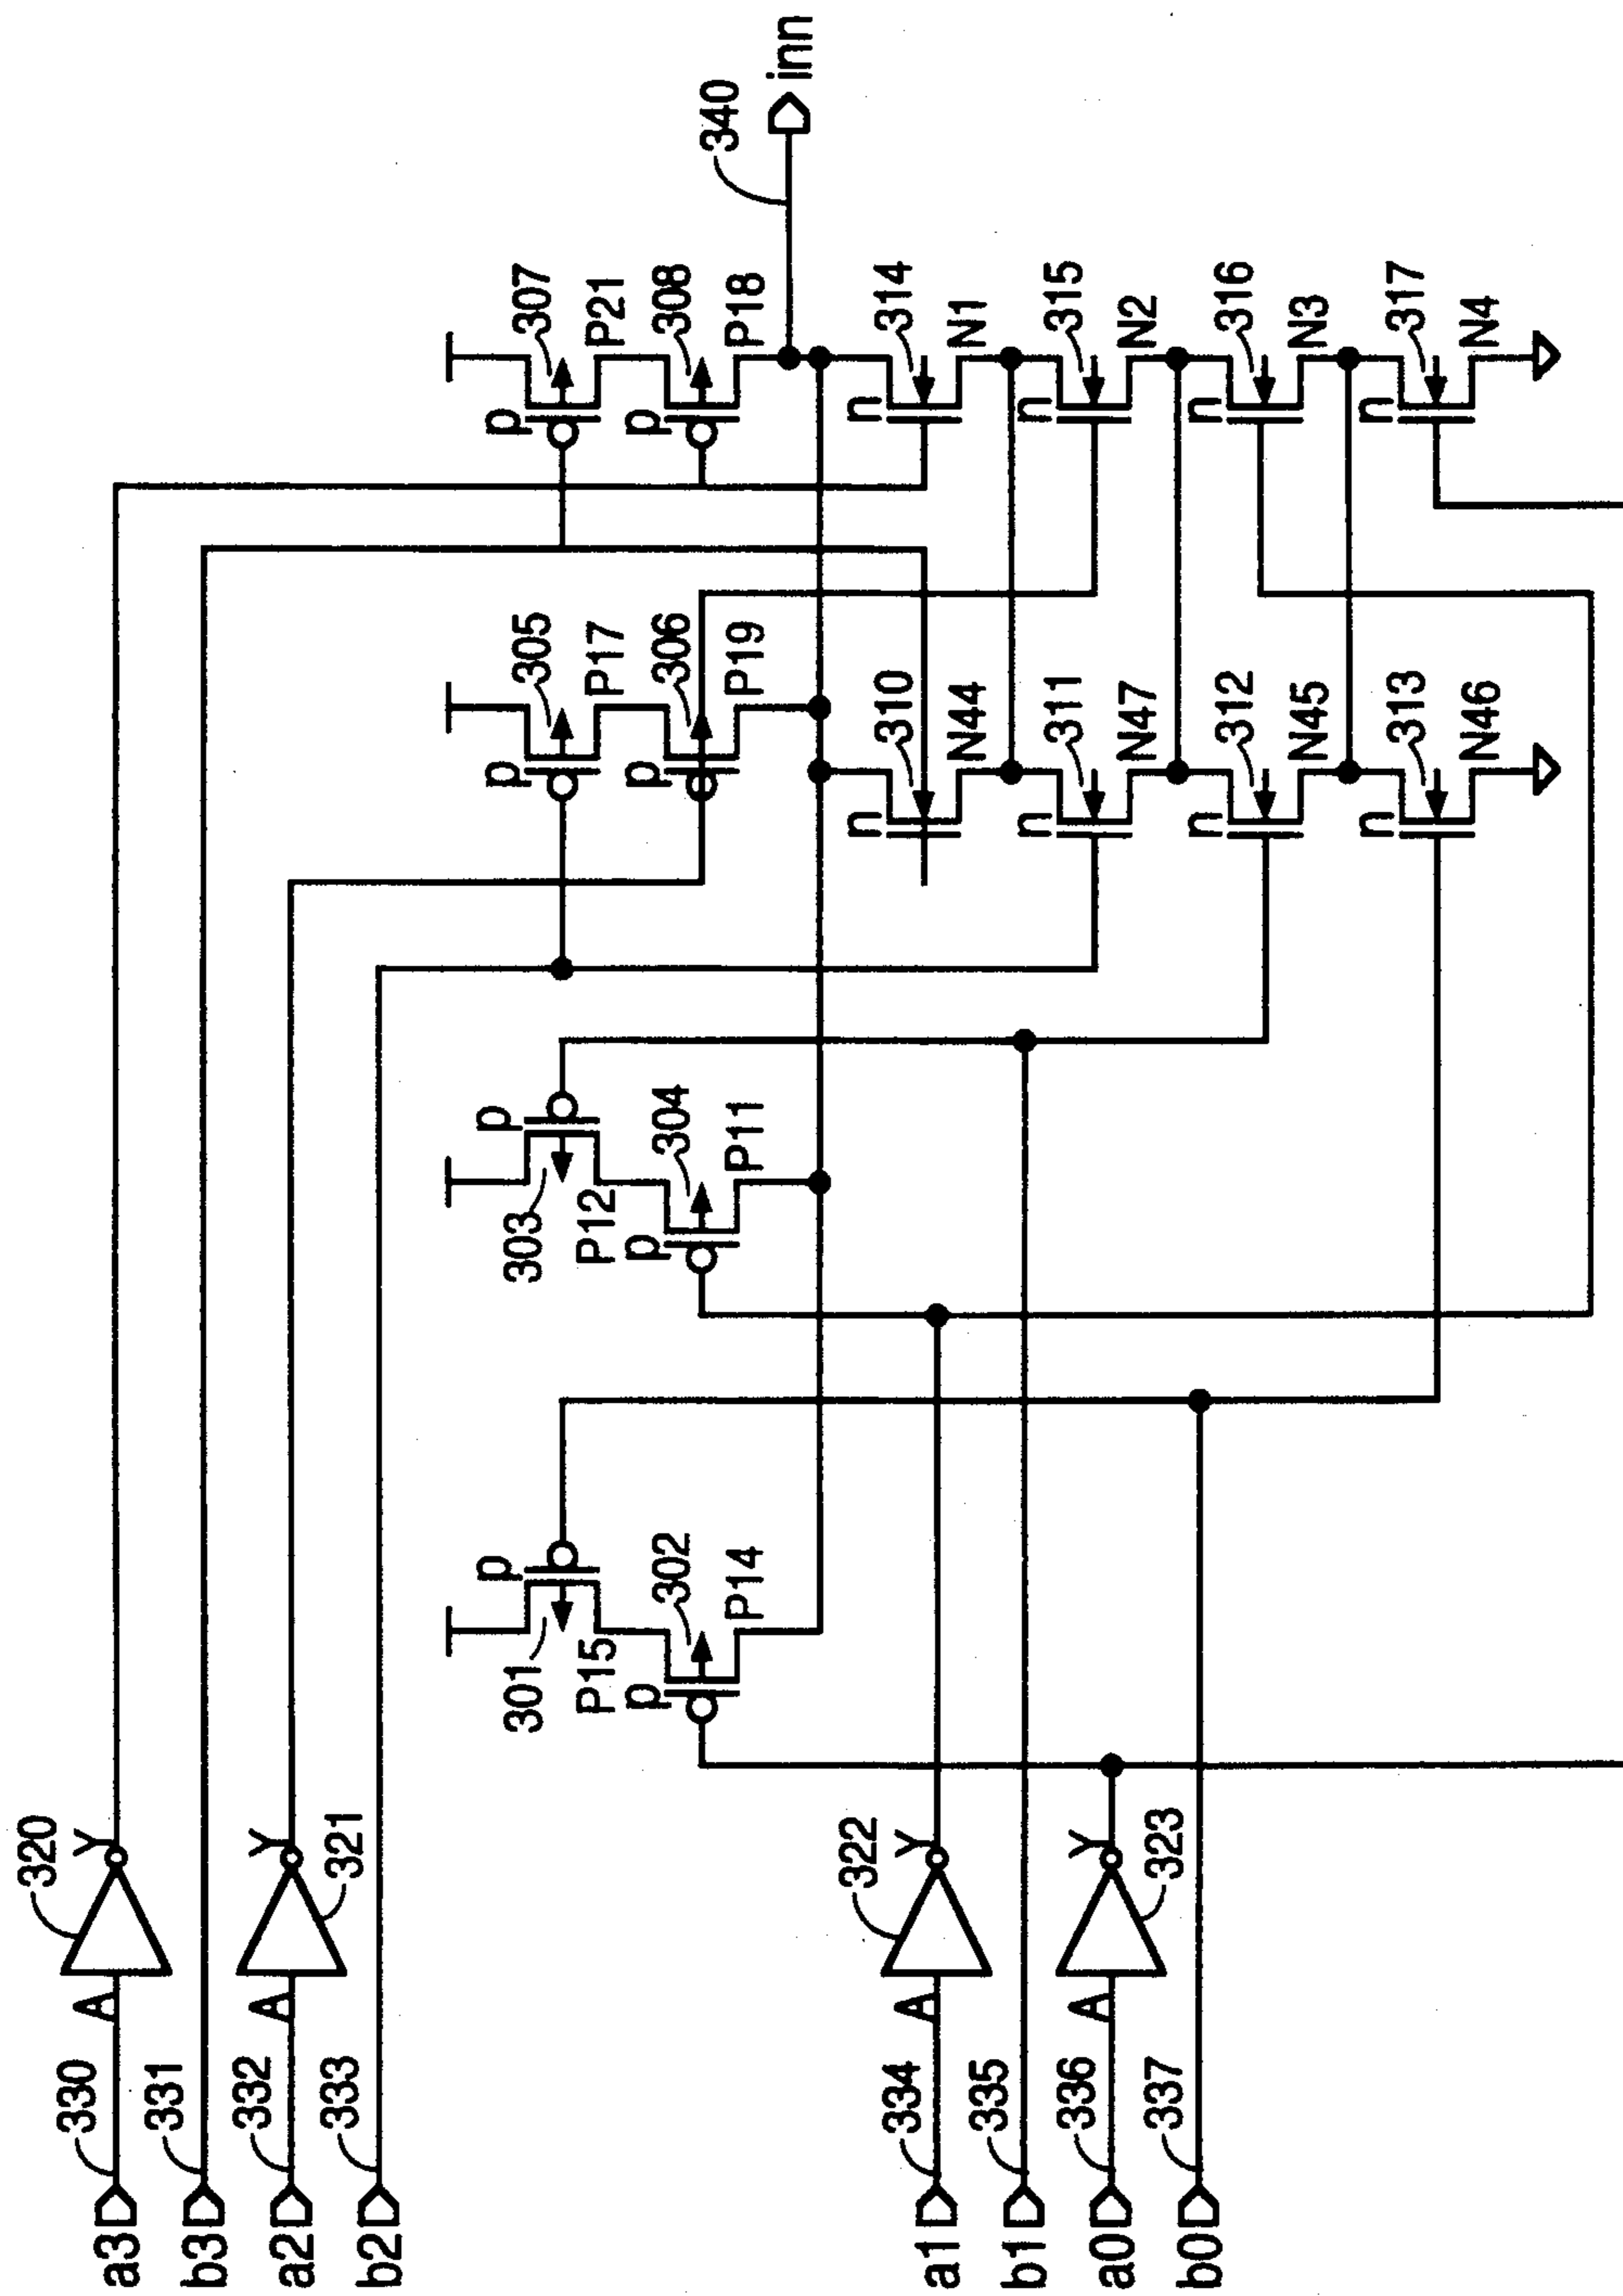 a3
330
A
320
Y
b3
331
a2
332
A
321
Y
b2
333
a1
334
A
322
Y
b1
335
a0
336
A
323
Y
b0
337
301
P15
p
p
302
P14
303
P12
p
p
304
P11
p
305
P17
p
306
P19
p
307
P21
p
308
P18
340
inn
n
310
N44
n
311
N47
n
312
N45
n
313
N46
n
314
N1
n
315
N2
n
316
N3
n
317
N4